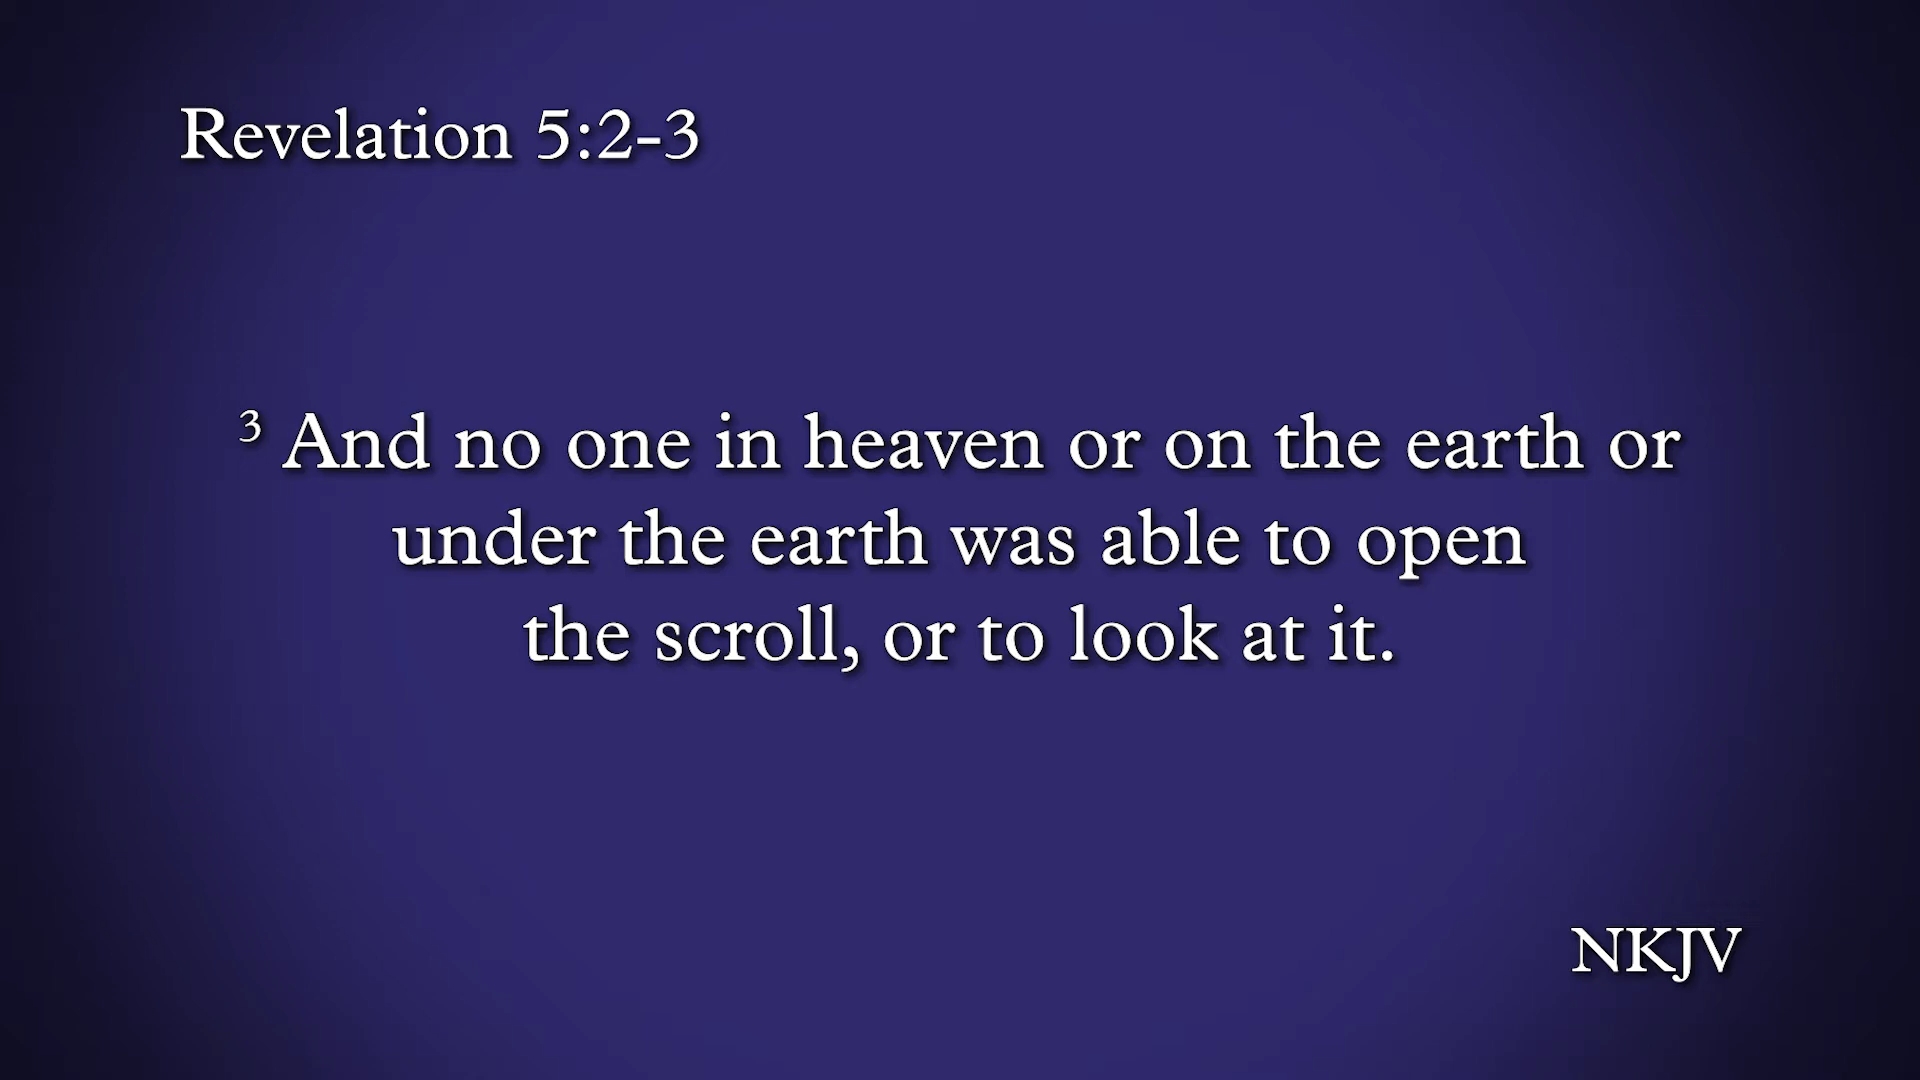 Revelation 5:2-3
³ And no one in heaven or on the earth or
under the earth was able to open
the scroll, or to look at it.
NKJV